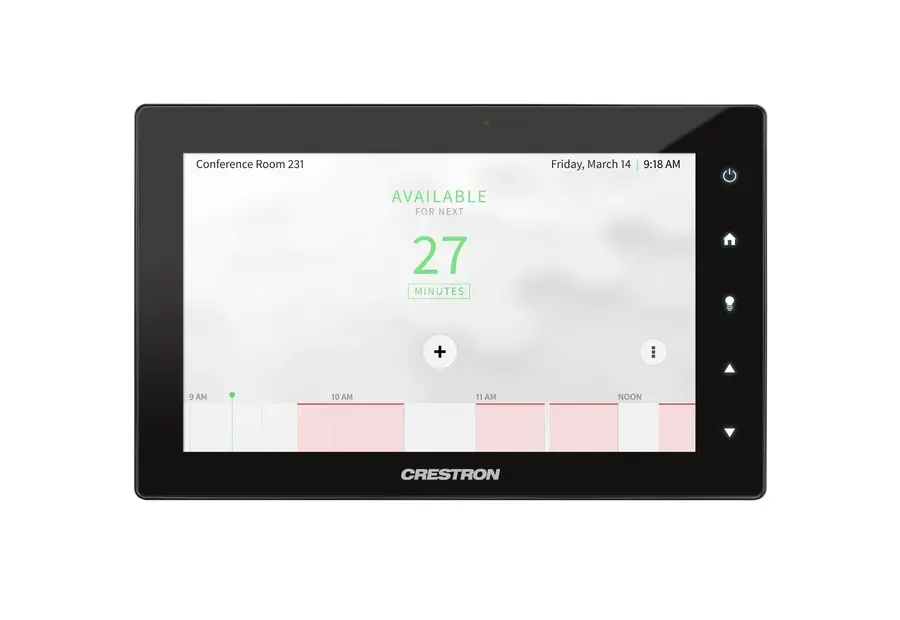 Conference Room 231
Friday, March 14 | 9:18 AM
AVAILABLE
FOR NEXT
27
MINUTES
+
9 AM
10 AM
11 AM
NOON
CRESTRON